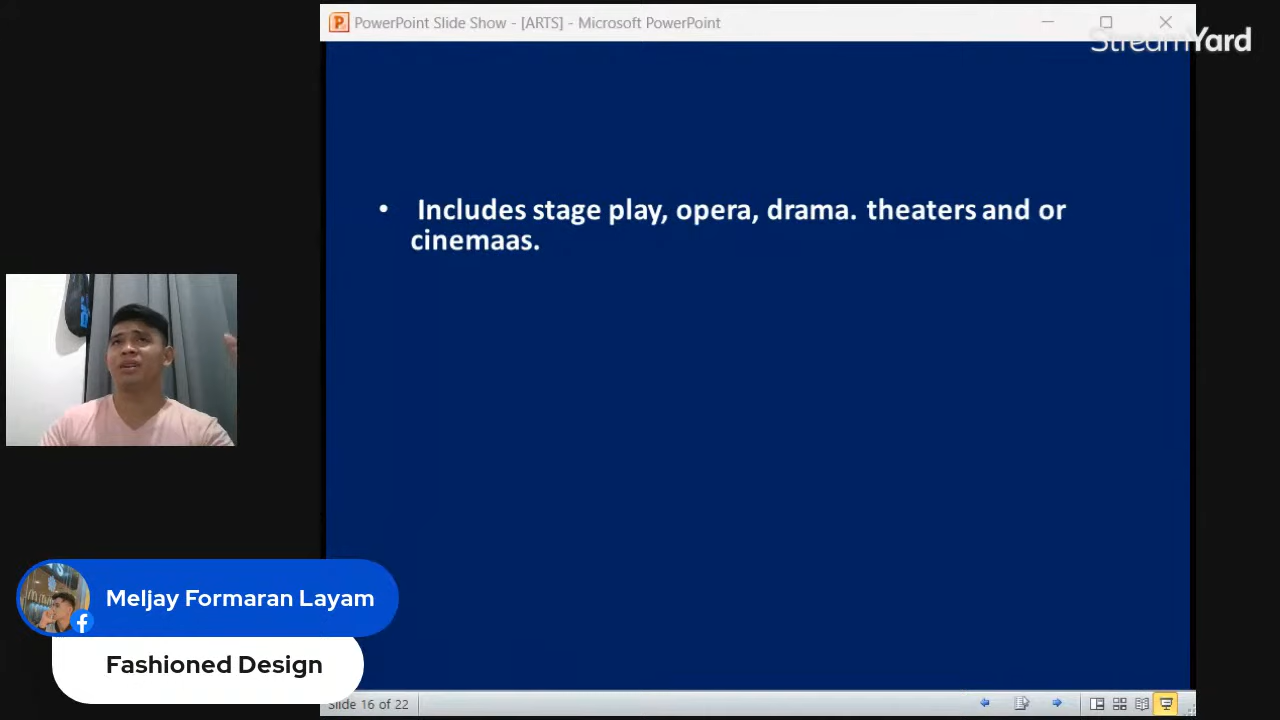 PowerPoint Slide Show - [ARTS] - Microsoft PowerPoint
StreamYard
• Includes stage play, opera, drama. theaters and or
cinemaas.
Meljay Formaran Layam
Fashioned Design
Slide 16 of 22